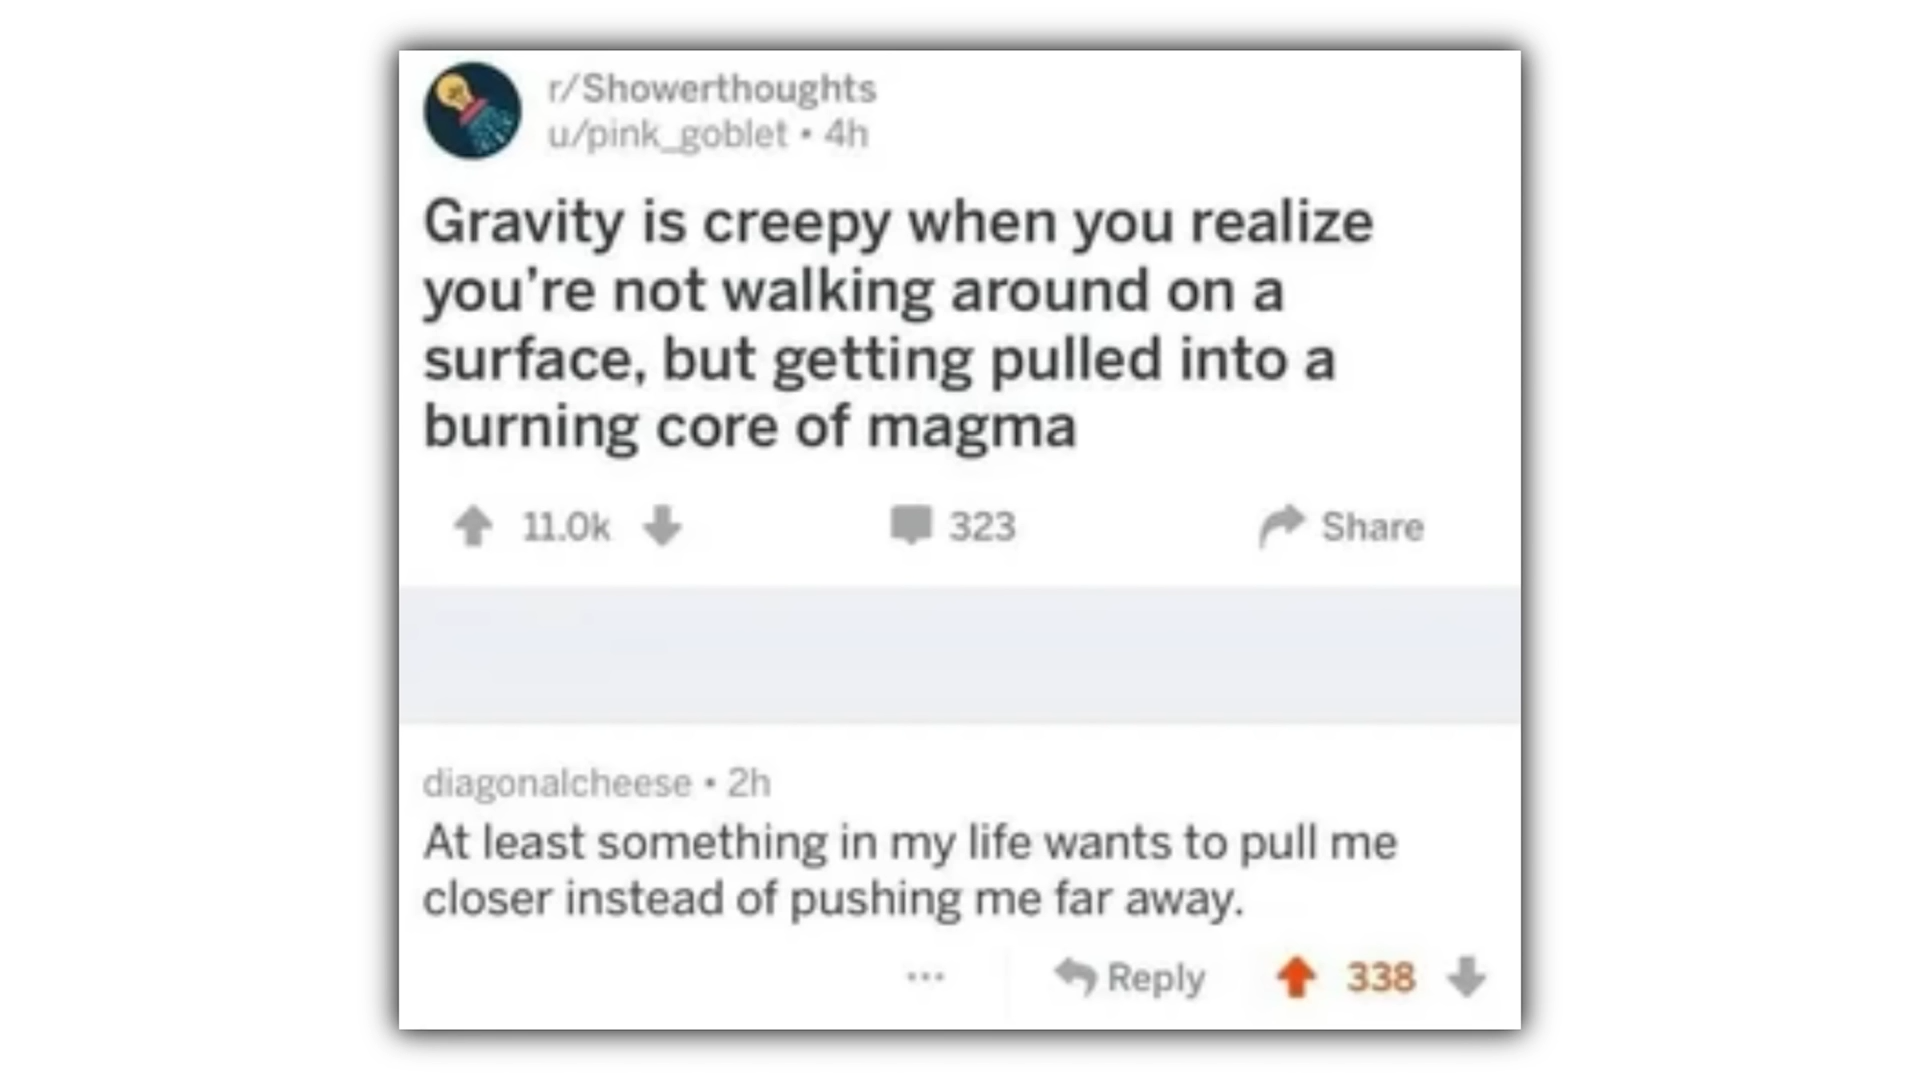 r/Showerthoughts
u/pink_goblet • 4h
Gravity is creepy when you realize
you're not walking around on a
surface, but getting pulled into a
burning core of magma
11.0k
323
Share
diagonalcheese • 2h
At least something in my life wants to pull me
closer instead of pushing me far away.
...
Reply
338